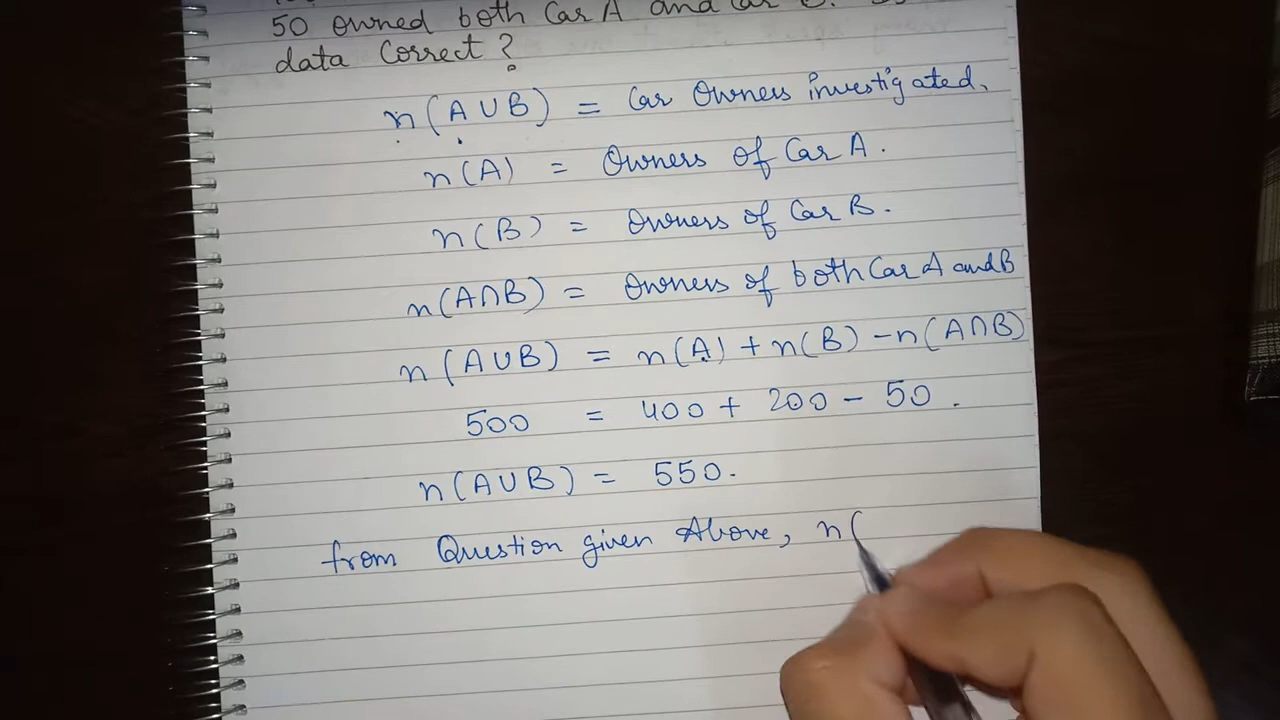 50 owned both Car A and Car
data Correct ?
n(A∪B) = Car Owners investigated.
n(A) = Owners of Car A.
n(B) = Owners of Car B.
n(A∩B) = Owners of both Car A and B
n(A∪B) = n(A) + n(B) - n(A∩B)
500 = 400 + 200 - 50.
n(A∪B) = 550.
from Question given Above, n(